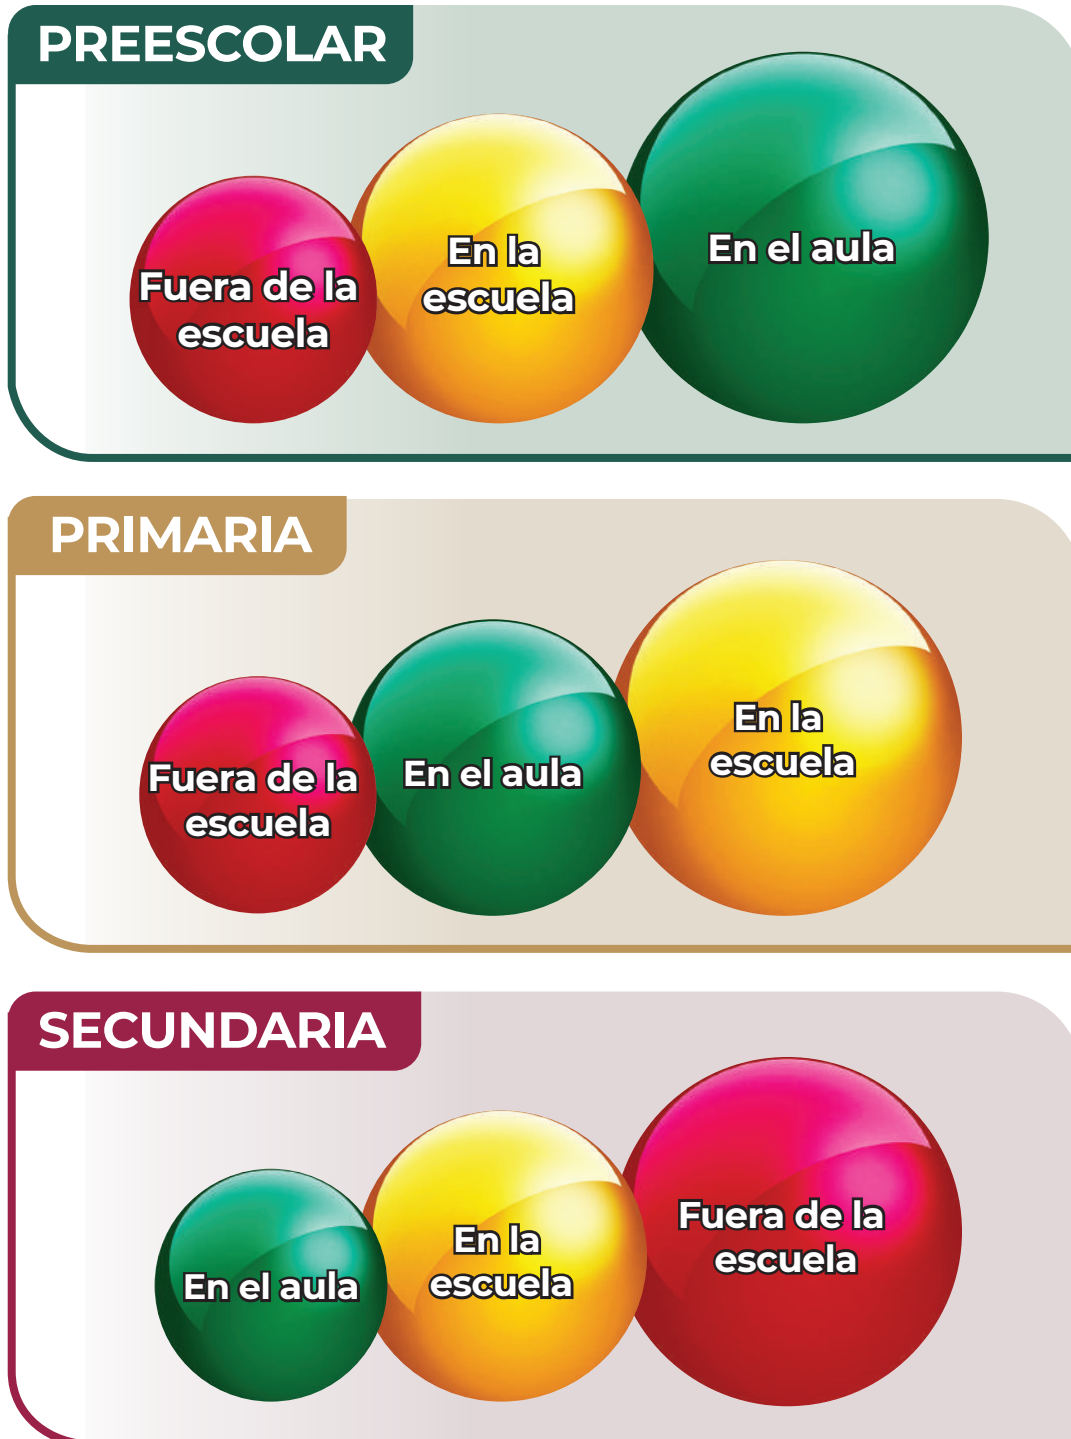 PREESCOLAR
Fuera de la
escuela
En la
escuela
En el aula
PRIMARIA
Fuera de la
escuela
En el aula
En la
escuela
SECUNDARIA
En el aula
En la
escuela
Fuera de la
escuela